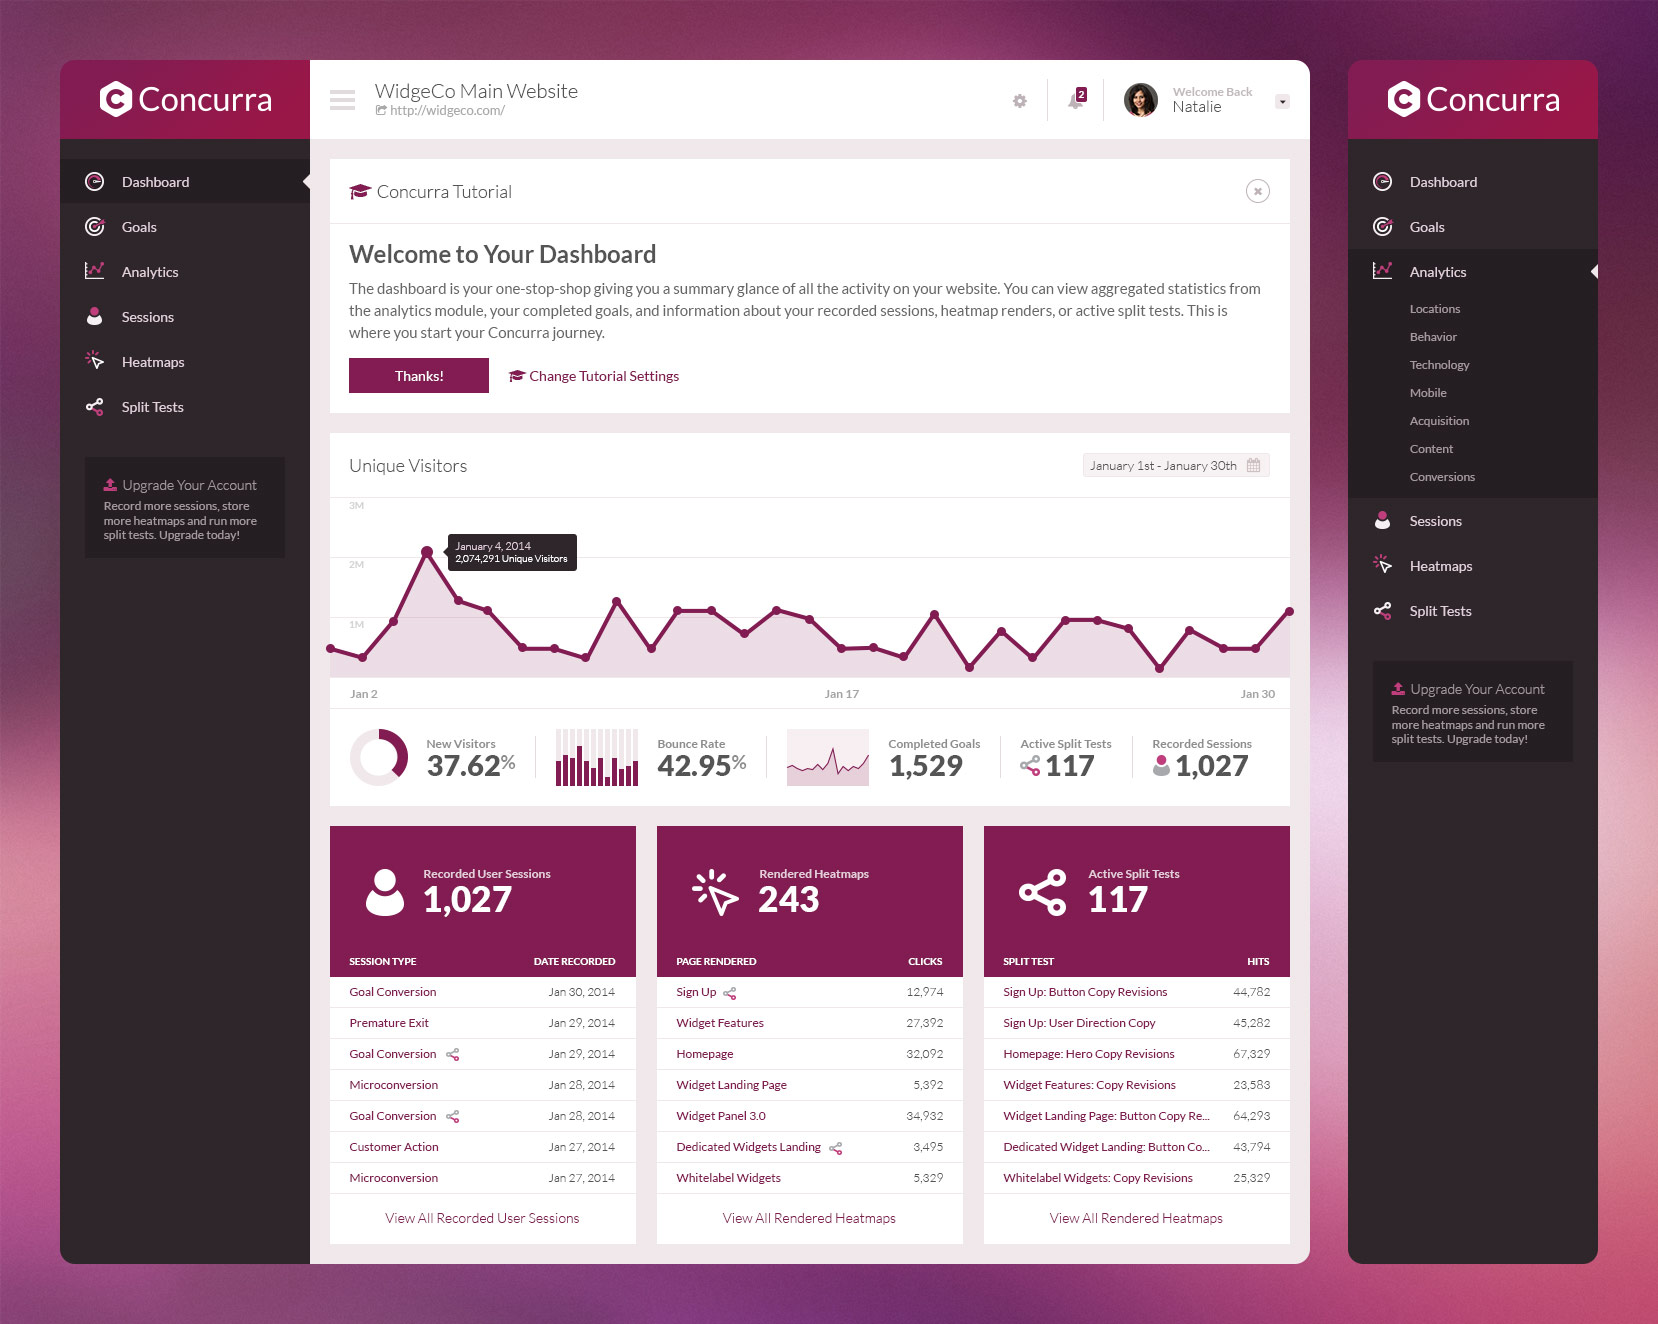 Concurra
Dashboard
Goals
Analytics
Sessions
Heatmaps
Split Tests
Upgrade Your Account
Record more sessions, store
more heatmaps and run more
split tests. Upgrade today!
WidgeCo Main Website
http://widgeco.com/
2
Welcome Back
Natalie
Concurra Tutorial
Welcome to Your Dashboard
The dashboard is your one-stop-shop giving you a summary glance of all the activity on your website. You can view aggregated statistics from
the analytics module, your completed goals, and information about your recorded sessions, heatmap renders, or active split tests. This is
where you start your Concurra journey.
Thanks! Change Tutorial Settings
Unique Visitors January 1st - January 30th
3M
January 4, 2014
2,074,291 Unique Visitors
2M
1M
Jan 2 Jan 17 Jan 30
New Visitors
37.62%
Bounce Rate
42.95%
Completed Goals
1,529
Active Split Tests
117
Recorded Sessions
1,027
Recorded User Sessions
1,027
SESSION TYPE DATE RECORDED
Goal Conversion Jan 30, 2014
Premature Exit Jan 29, 2014
Goal Conversion Jan 29, 2014
Microconversion Jan 28, 2014
Goal Conversion Jan 28, 2014
Customer Action Jan 27, 2014
Microconversion Jan 27, 2014
View All Recorded User Sessions
Rendered Heatmaps
243
PAGE RENDERED CLICKS
Sign Up 12,974
Widget Features 27,392
Homepage 32,092
Widget Landing Page 5,392
Widget Panel 3.0 34,932
Dedicated Widgets Landing 3,495
Whitelabel Widgets 5,329
View All Rendered Heatmaps
Active Split Tests
117
SPLIT TEST HITS
Sign Up: Button Copy Revisions 44,782
Sign Up: User Direction Copy 45,282
Homepage: Hero Copy Revisions 67,329
Widget Features: Copy Revisions 23,583
Widget Landing Page: Button Copy Re... 64,293
Dedicated Widget Landing: Button Co... 43,794
Whitelabel Widgets: Copy Revisions 25,329
View All Rendered Heatmaps
Concurra
Dashboard
Goals
Analytics
Locations
Behavior
Technology
Mobile
Acquisition
Content
Conversions
Sessions
Heatmaps
Split Tests
Upgrade Your Account
Record more sessions, store
more heatmaps and run more
split tests. Upgrade today!